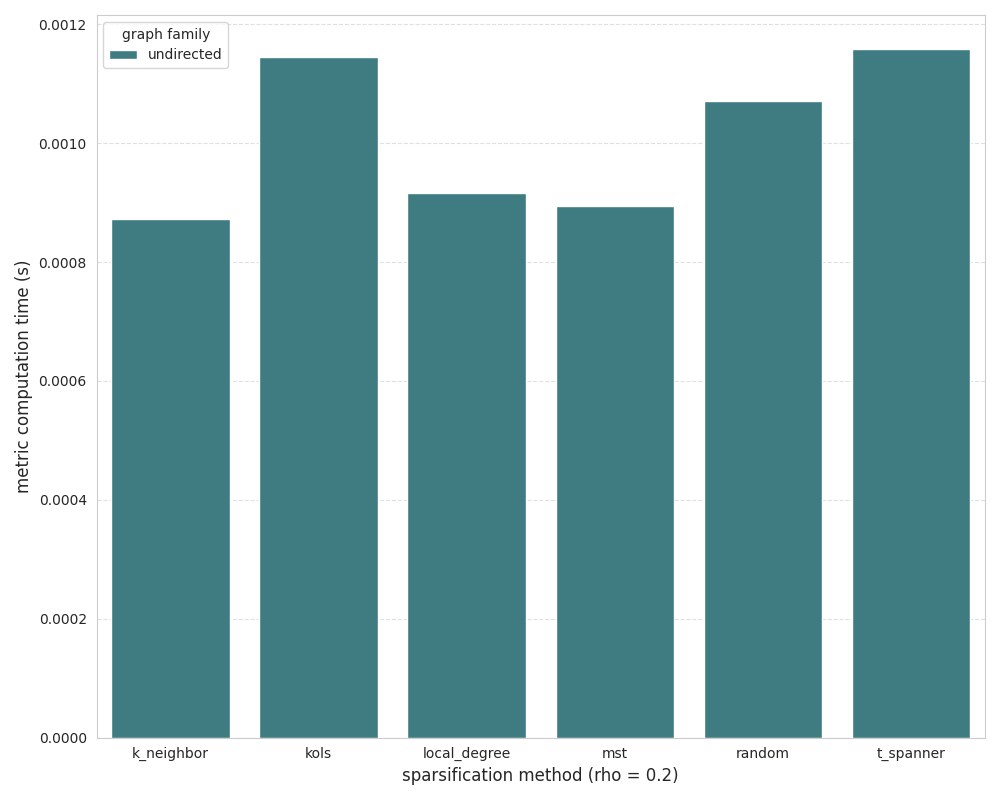 graph family
undirected
metric computation time (s)
0.0012
0.0010
0.0008
0.0006
0.0004
0.0002
0.0000
k_neighbor kols local_degree mst random t_spanner
sparsification method (rho = 0.2)